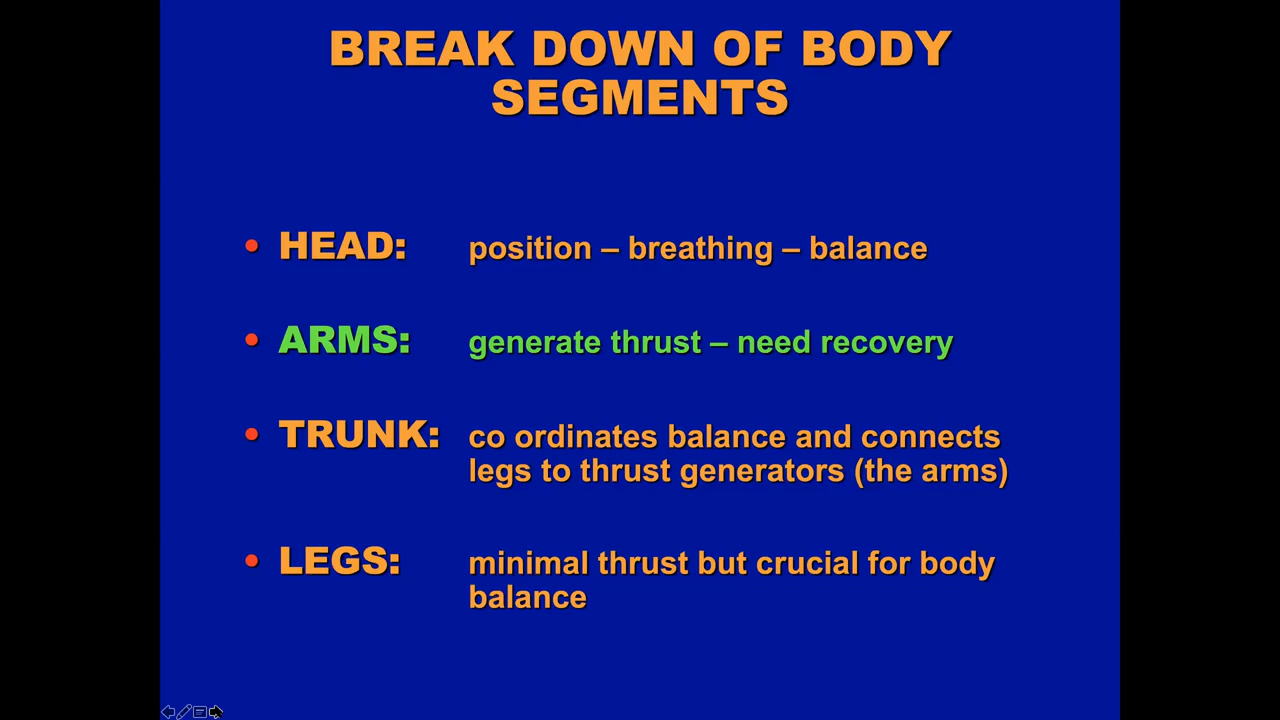 BREAK DOWN OF BODY
SEGMENTS
• HEAD: position – breathing – balance
• ARMS: generate thrust – need recovery
• TRUNK: co ordinates balance and connects
legs to thrust generators (the arms)
• LEGS: minimal thrust but crucial for body
balance